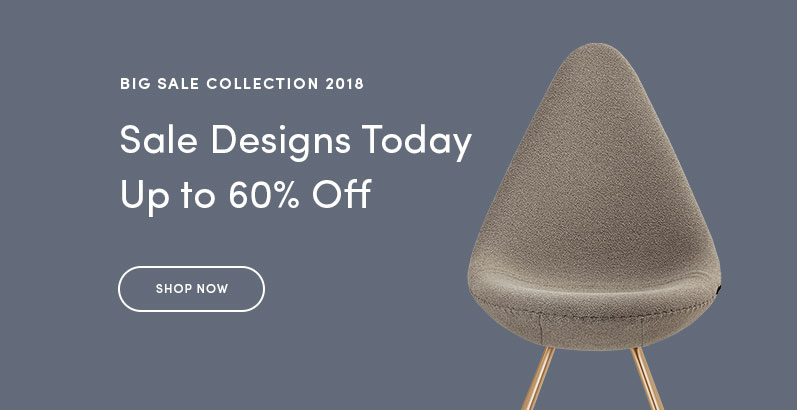 BIG SALE COLLECTION 2018
Sale Designs Today
Up to 60% Off
SHOP NOW